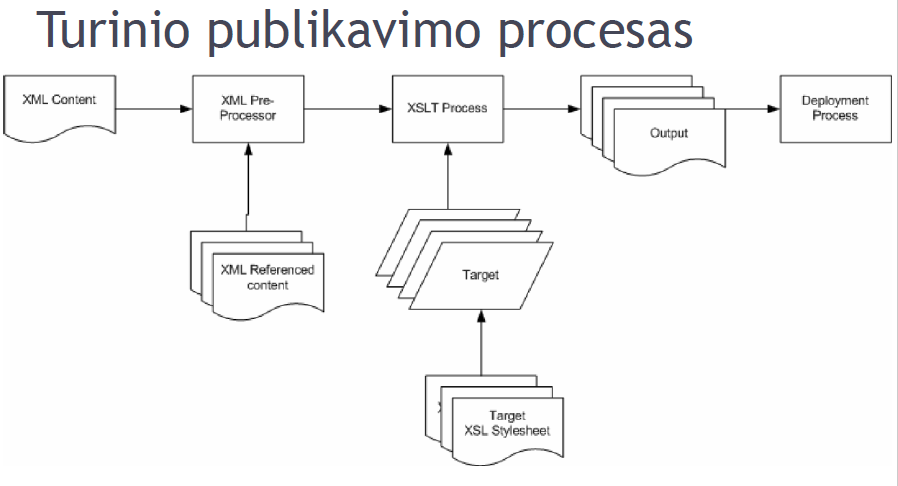 Turinio publikavimo procesas
XML Content
XML Pre-
Processor
XSLT Process
Output
Deployment
Process
XML Referenced
content
Target
Target
XSL Stylesheet